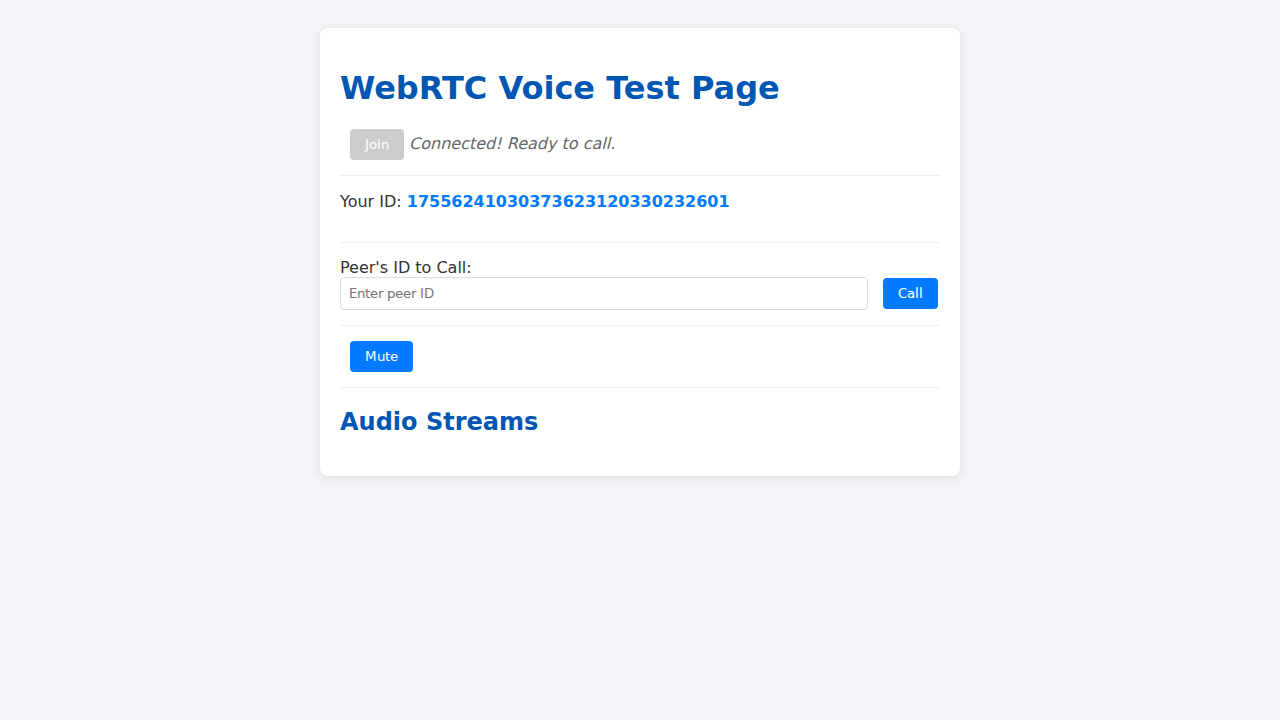 WebRTC Voice Test Page
Join Connected! Ready to call.
Your ID: 17556241030373623120330232601
Peer's ID to Call:
Enter peer ID Call
Mute
Audio Streams